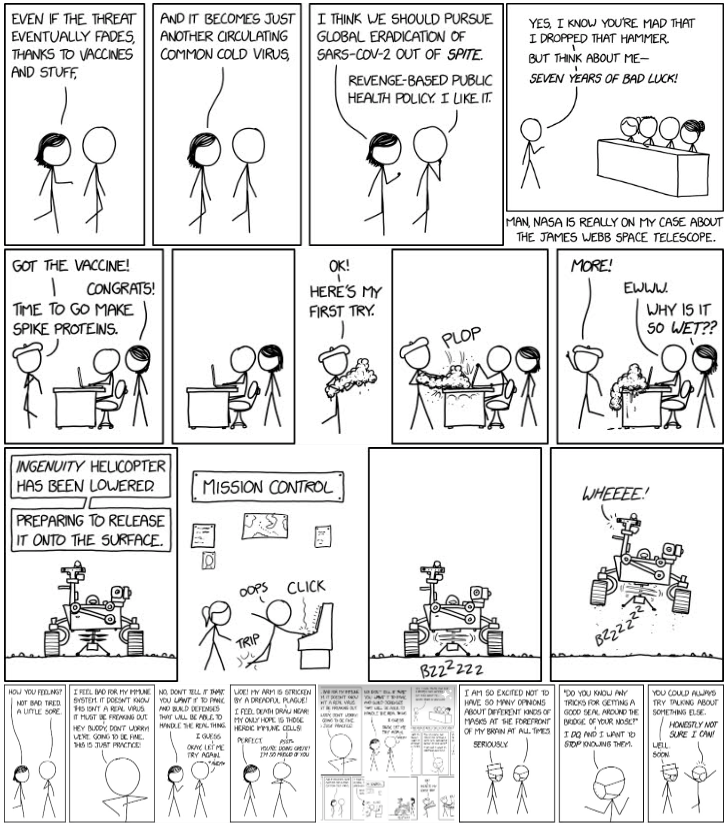 EVEN IF THE THREAT
EVENTUALLY FADES,
THANKS TO VACCINES
AND STUFF,
AND IT BECOMES JUST
ANOTHER CIRCULATING
COMMON COLD VIRUS,
I THINK WE SHOULD PURSUE
GLOBAL ERADICATION OF
SARS-COV-2 OUT OF SPITE.
REVENGE-BASED PUBLIC
HEALTH POLICY. I LIKE IT.
YES, I KNOW YOU'RE MAD THAT
I DROPPED THAT HAMMER.
BUT THINK ABOUT ME—
SEVEN YEARS OF BAD LUCK!
MAN, NASA IS REALLY ON MY CASE ABOUT
THE JAMES WEBB SPACE TELESCOPE.
GOT THE VACCINE!
CONGRATS!
TIME TO GO MAKE
SPIKE PROTEINS.
OK!
HERE'S MY
FIRST TRY.
PLOP
MORE!
EWWW.
WHY IS IT
SO WET??
INGENUITY HELICOPTER
HAS BEEN LOWERED.
PREPARING TO RELEASE
IT ONTO THE SURFACE.
MISSION CONTROL
OOPS
CLICK
TRIP
BZZZZZZ
WHEEEE!
BZZZZZZ
HOW YOU FEELING?
NOT BAD. TIRED.
A LITTLE SORE.
I FEEL BAD FOR MY IMMUNE
SYSTEM. IT DOESN'T KNOW
THIS ISN'T A REAL VIRUS.
IT MUST BE FREAKING OUT.
HEY BUDDY, DON'T WORRY!
WE'RE GOING TO BE FINE.
THIS IS JUST PRACTICE!
NO, DON'T TELL IT THAT!
YOU WANT IT TO PANIC
AND BUILD DEFENSES
THAT WILL BE ABLE TO
HANDLE THE REAL THING.
I GUESS.
OKAY, LET ME
TRY AGAIN.
*AHEM*
WOE! MY ARM IS STRICKEN
BY A DREADFUL PLAGUE!
I FEEL DEATH DRAW NEAR!
MY ONLY HOPE IS THOSE
HEROIC IMMUNE CELLS!
PERFECT.
PSST—
YOU'RE DOING GREAT!
I'M SO PROUD OF YOU.
I AM SO EXCITED NOT TO
HAVE SO MANY OPINIONS
ABOUT DIFFERENT KINDS OF
MASKS AT THE FOREFRONT
OF MY BRAIN AT ALL TIMES.
SERIOUSLY.
"DO YOU KNOW ANY
TRICKS FOR GETTING A
GOOD SEAL AROUND THE
BRIDGE OF YOUR NOSE?"
I DO, AND I WANT TO
STOP KNOWING THEM.
YOU COULD ALWAYS
TRY TALKING ABOUT
SOMETHING ELSE.
HONESTLY NOT
SURE I CAN!
WELL.
SOON.